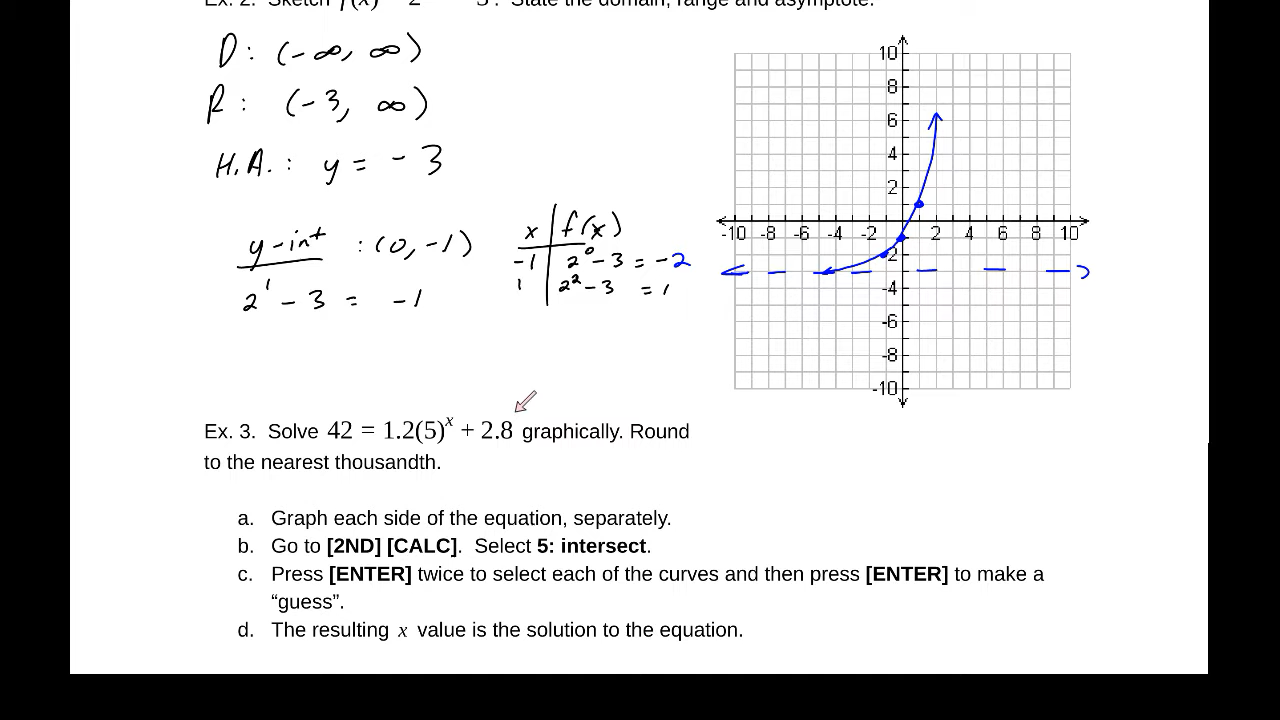 Ex. 2. Sketch f(x) 2 3 . State the domain, range and asymptote.
D: (-∞, ∞)
R: (-3, ∞)
H.A.: y = -3
y-int : (0, -1)
2¹ - 3 = -1
x | f(x)
-1 | 2⁰ - 3 = -2
1 | 2² - 3 = 1
10
8
6
4
2
-10 -8 -6 -4 -2 2 4 6 8 10
-2
-4
-6
-8
-10
Ex. 3. Solve 42 = 1.2(5)ˣ + 2.8 graphically. Round
to the nearest thousandth.
a. Graph each side of the equation, separately.
b. Go to [2ND] [CALC]. Select 5: intersect.
c. Press [ENTER] twice to select each of the curves and then press [ENTER] to make a
“guess”.
d. The resulting x value is the solution to the equation.